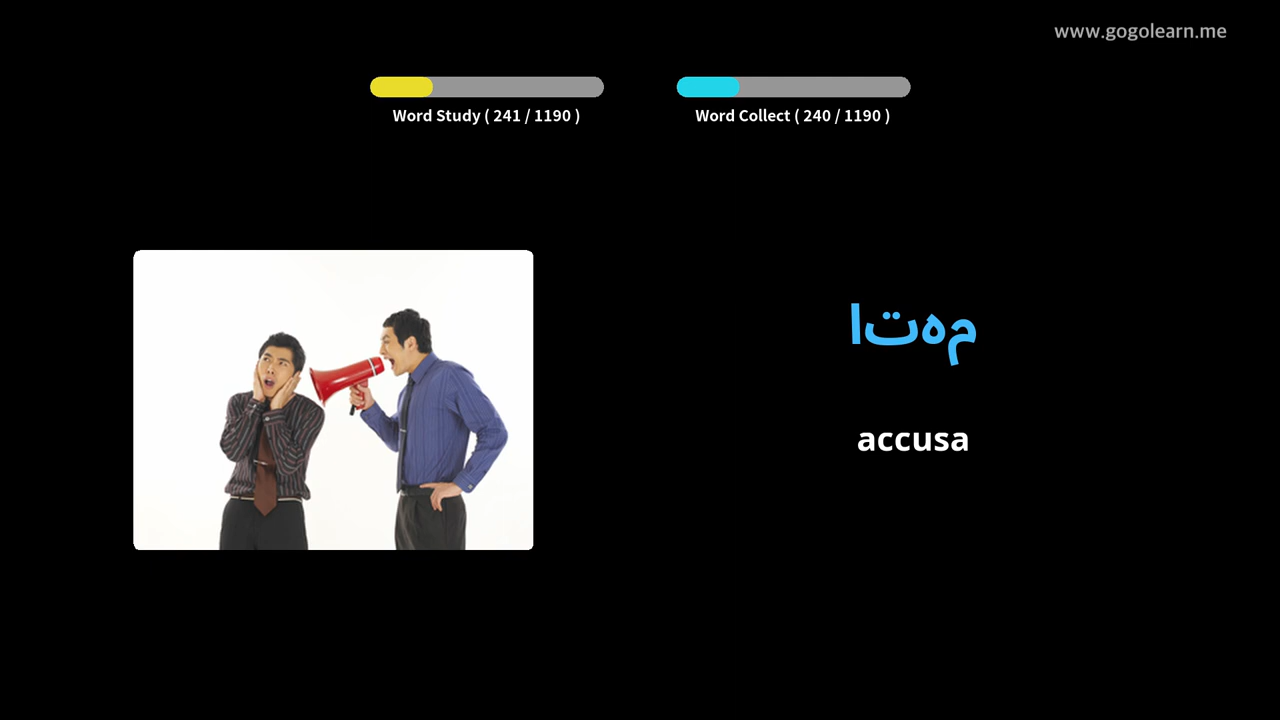 www.gogolearn.me
Word Study ( 241 / 1190 )
Word Collect ( 240 / 1190 )
اتهم
accusa